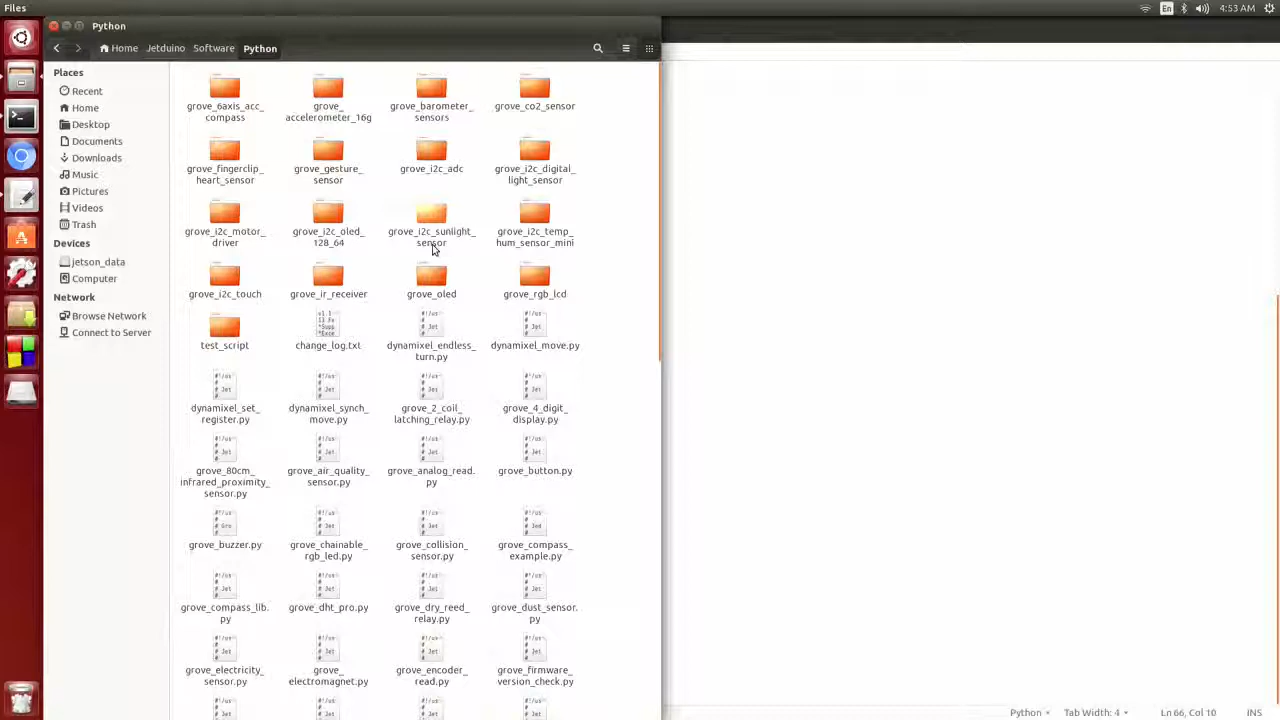 Files
En
4:53 AM
Python
Home
Jetduino
Software
Python
Places
Recent
Home
Desktop
Documents
Downloads
Music
Pictures
Videos
Trash
Devices
jetson_data
Computer
Network
Browse Network
Connect to Server
grove_6axis_acc_
compass
grove_
accelerometer_16g
grove_barometer_
sensors
grove_co2_sensor
grove_fingerclip_
heart_sensor
grove_gesture_
sensor
grove_i2c_adc
grove_i2c_digital_
light_sensor
grove_i2c_motor_
driver
grove_i2c_oled_
128_64
grove_i2c_sunlight_
sensor
grove_i2c_temp_
hum_sensor_mini
grove_i2c_touch
grove_ir_receiver
grove_oled
grove_rgb_lcd
test_script
change_log.txt
dynamixel_endless_
turn.py
dynamixel_move.py
dynamixel_set_
register.py
dynamixel_synch_
move.py
grove_2_coil_
latching_relay.py
grove_4_digit_
display.py
grove_80cm_
infrared_proximity_
sensor.py
grove_air_quality_
sensor.py
grove_analog_read.
py
grove_button.py
grove_buzzer.py
grove_chainable_
rgb_led.py
grove_collision_
sensor.py
grove_compass_
example.py
grove_compass_lib.
py
grove_dht_pro.py
grove_dry_reed_
relay.py
grove_dust_sensor.
py
grove_electricity_
sensor.py
grove_
electromagnet.py
grove_encoder_
read.py
grove_firmware_
version_check.py
Python
Tab Width: 4
Ln 66, Col 10
INS